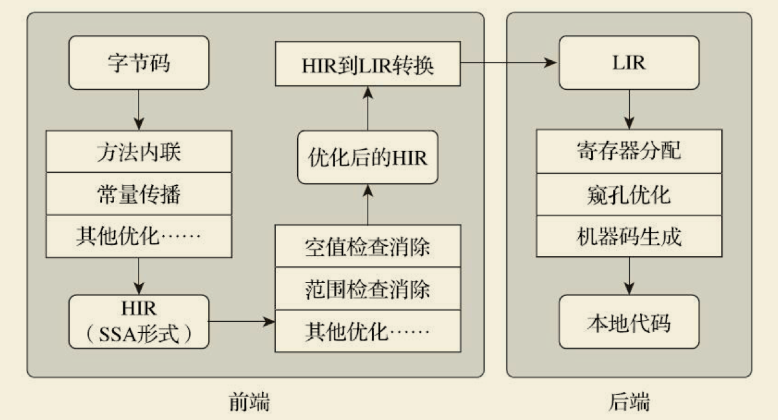 字节码
方法内联
常量传播
其他优化……
HIR
（SSA形式）
HIR到LIR转换
优化后的HIR
空值检查消除
范围检查消除
其他优化……
前端
LIR
寄存器分配
窥孔优化
机器码生成
本地代码
后端